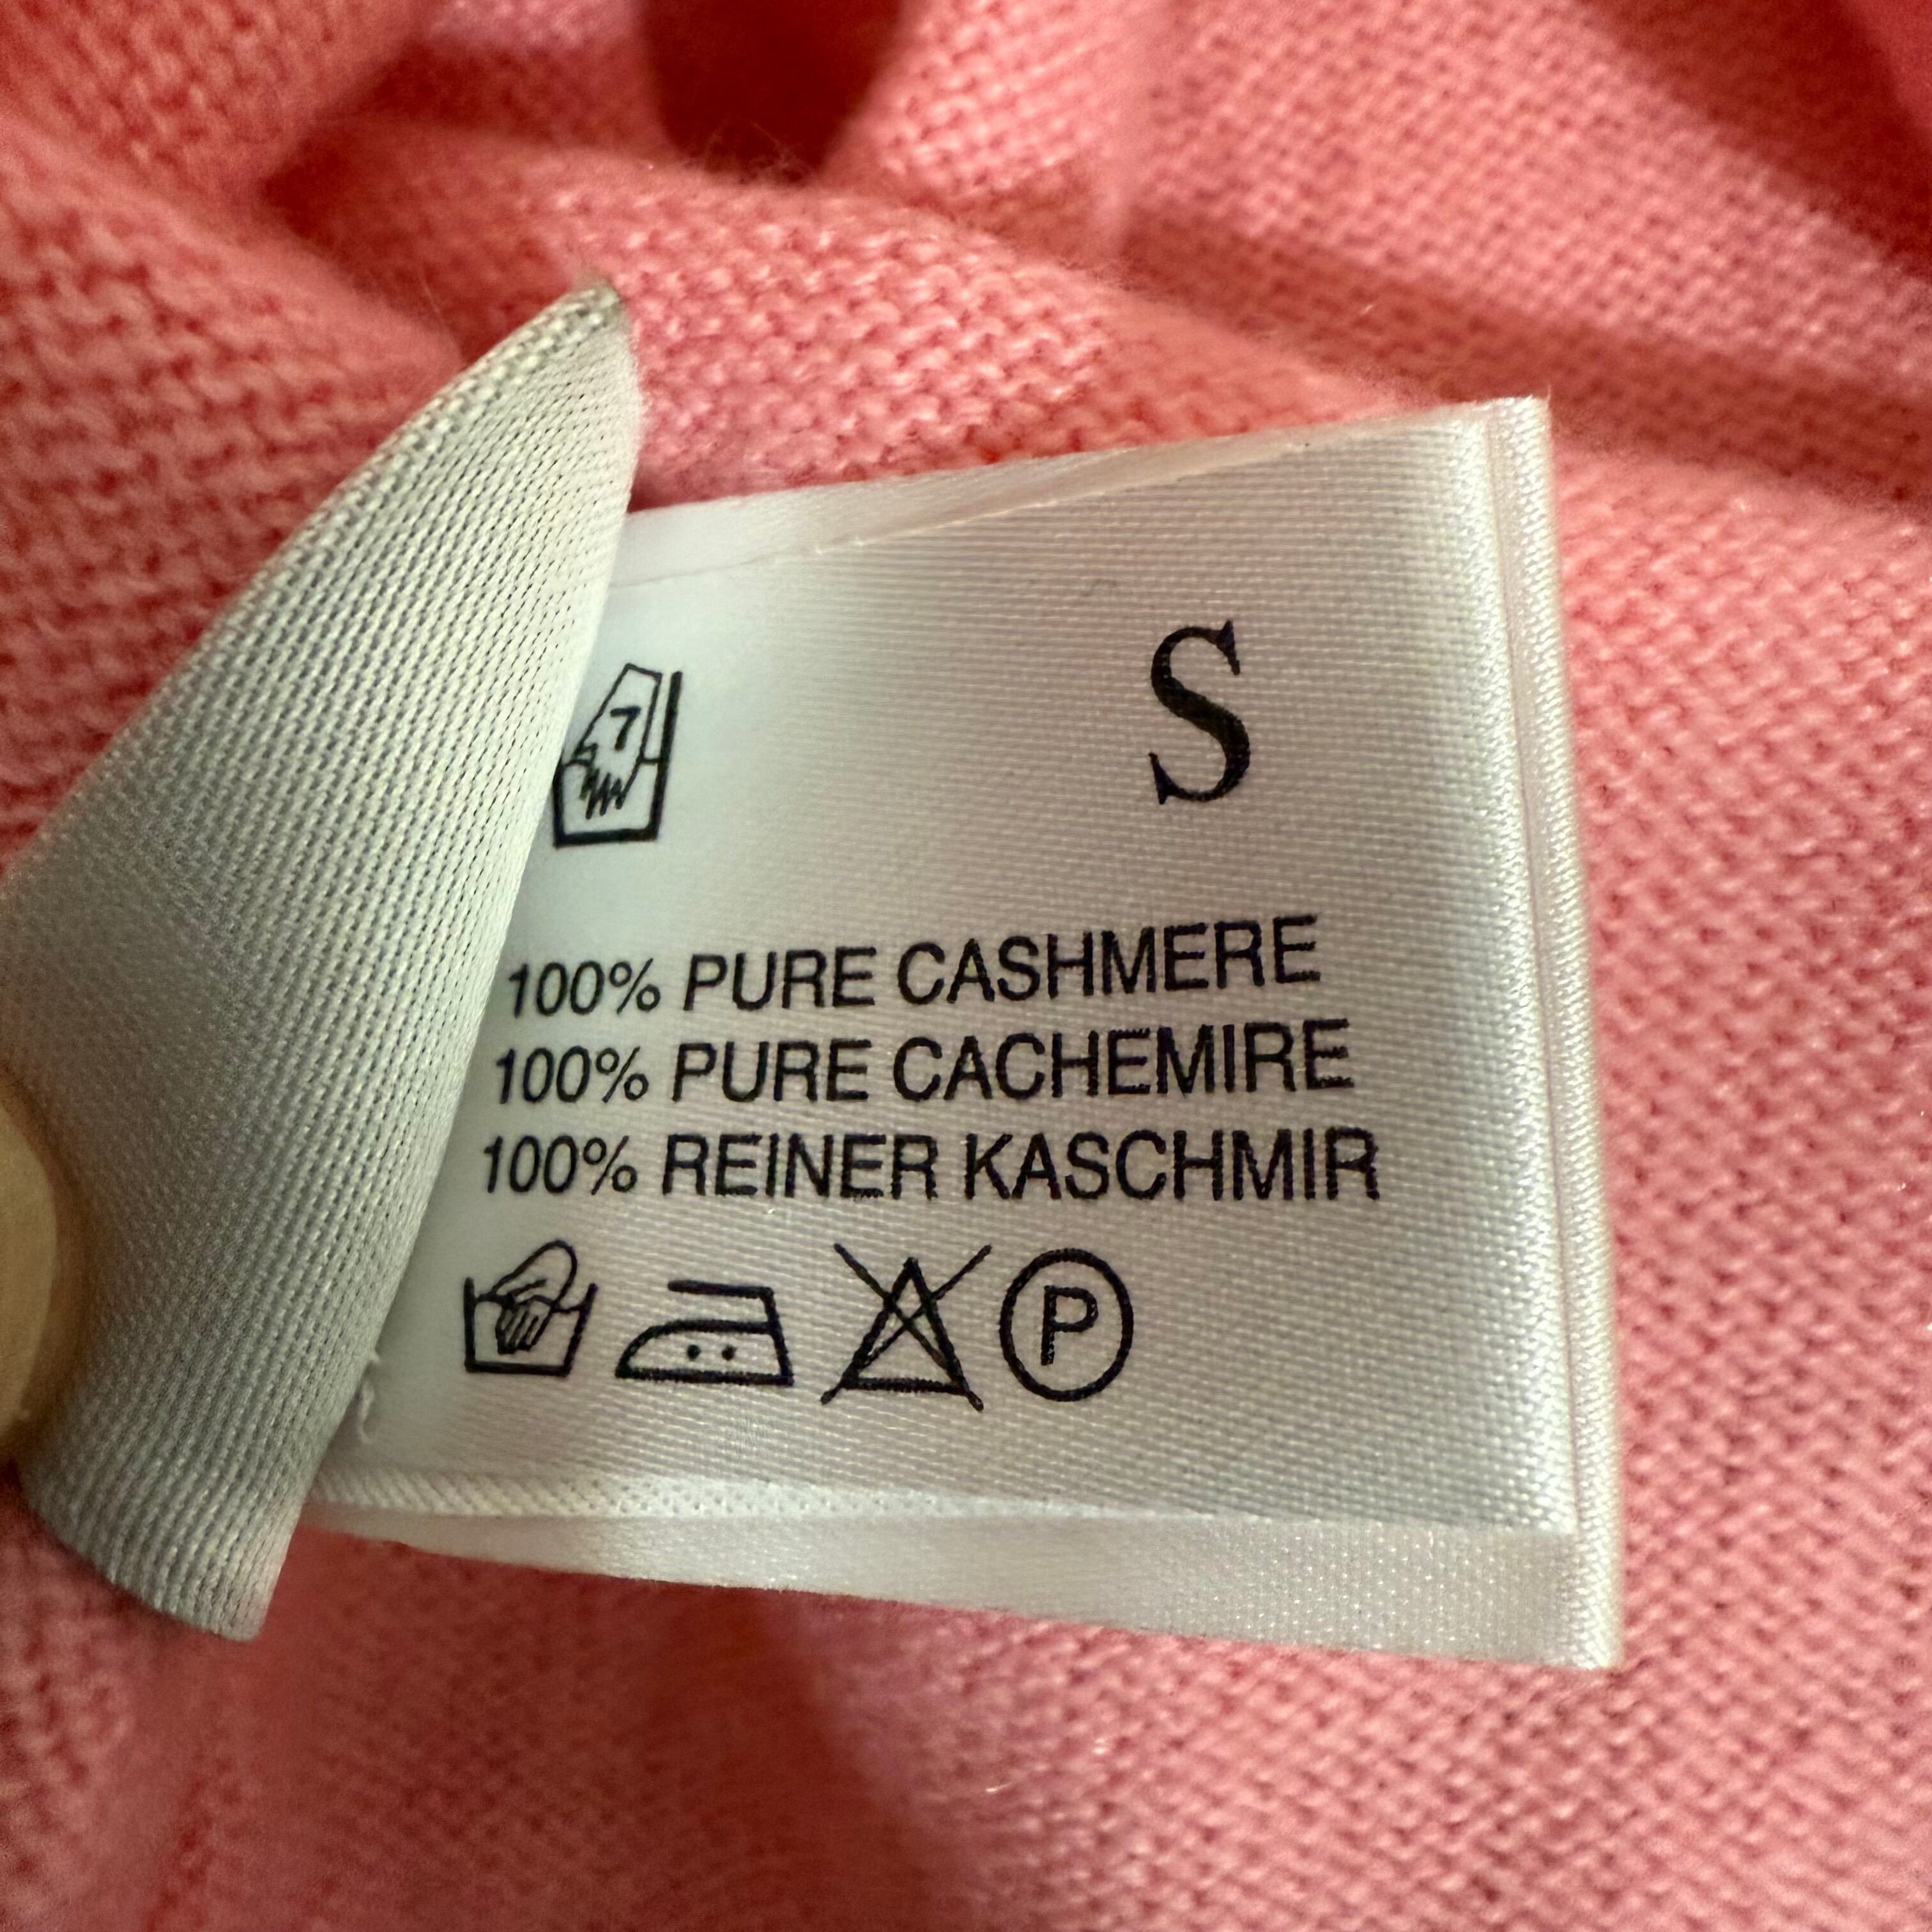 7
S
100% PURE CASHMERE
100% PURE CACHEMIRE
100% REINER KASCHMIR
P